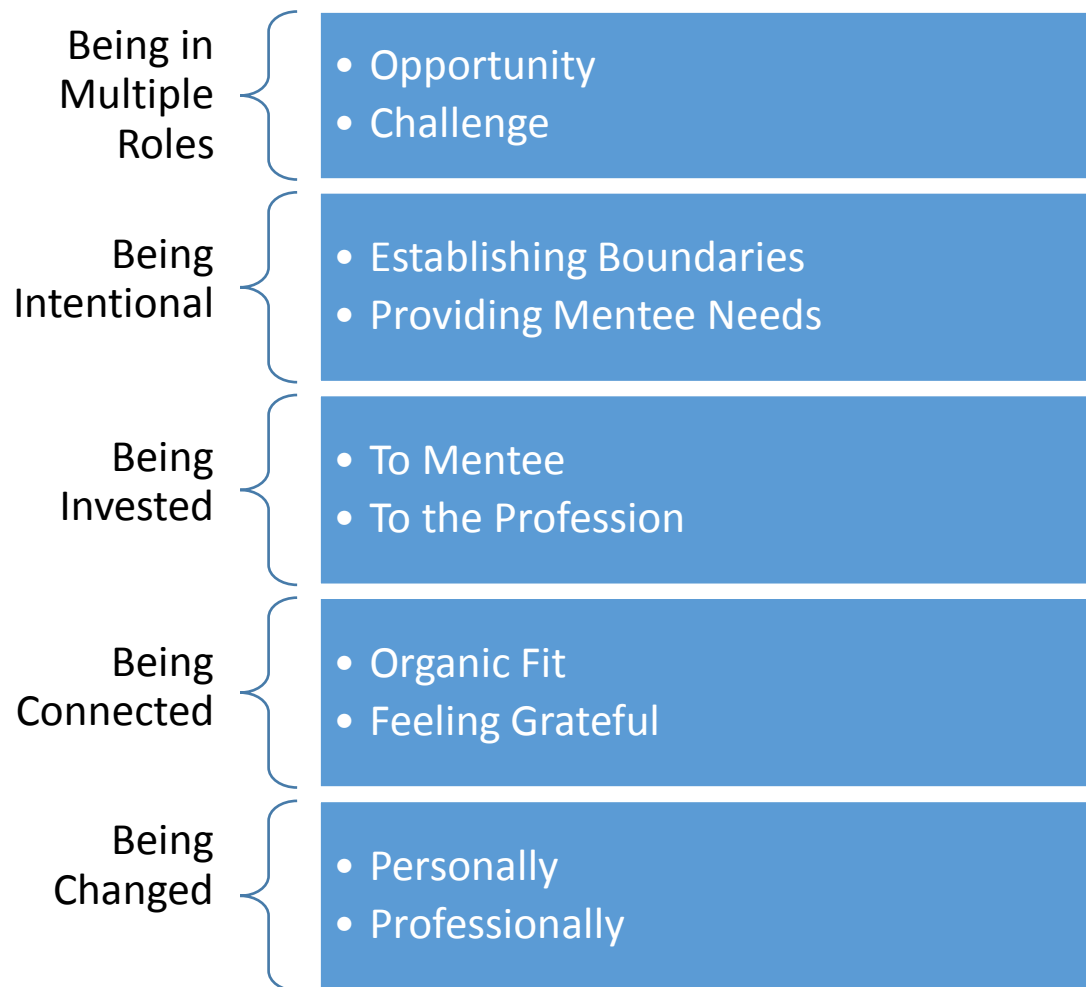 Being in
Multiple
Roles
• Opportunity
• Challenge
Being
Intentional
• Establishing Boundaries
• Providing Mentee Needs
Being
Invested
• To Mentee
• To the Profession
Being
Connected
• Organic Fit
• Feeling Grateful
Being
Changed
• Personally
• Professionally